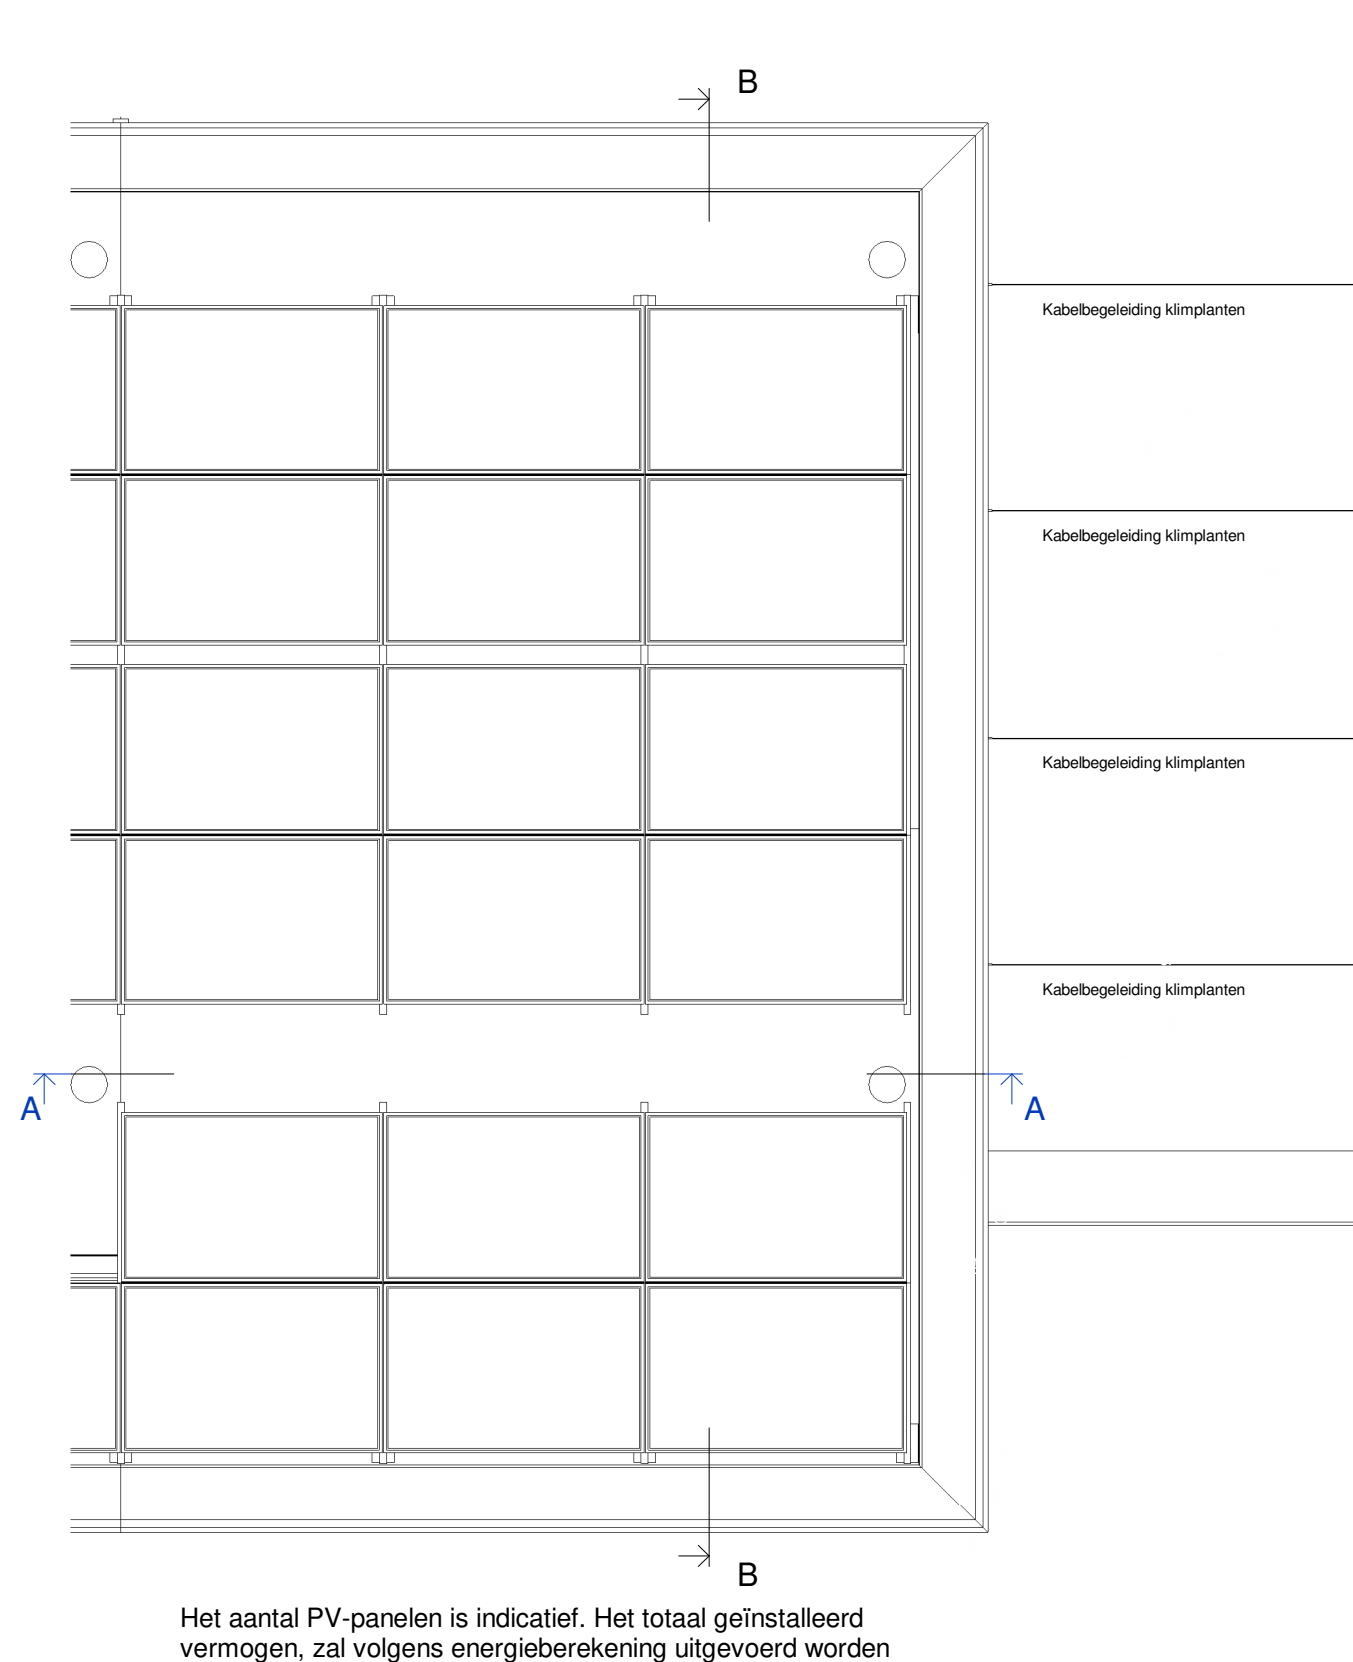 B
Kabelbegeleiding klimplanten
Kabelbegeleiding klimplanten
Kabelbegeleiding klimplanten
Kabelbegeleiding klimplanten
A
A
B
Het aantal PV-panelen is indicatief. Het totaal geïnstalleerd
vermogen, zal volgens energieberekening uitgevoerd worden